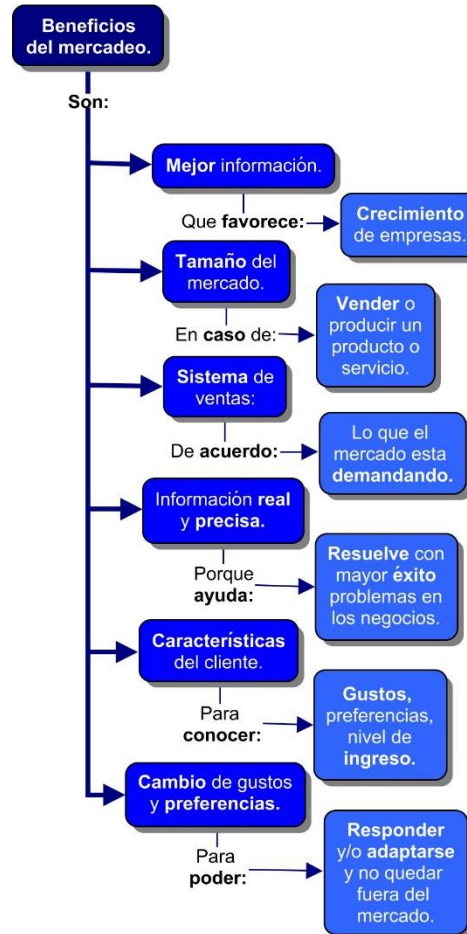 Beneficios
del mercadeo.
Son:
Mejor información.
Que favorece:
Crecimiento
de empresas.
Tamaño del
mercado.
En caso de:
Vender o
producir un
producto o
servicio.
Sistema de
ventas:
De acuerdo:
Lo que el
mercado esta
demandando.
Información real
y precisa.
Porque
ayuda:
Resuelve con
mayor éxito
problemas en
los negocios.
Características
del cliente.
Para
conocer:
Gustos,
preferencias,
nivel de
ingreso.
Cambio de gustos
y preferencias.
Para
poder:
Responder
y/o adaptarse
y no quedar
fuera del
mercado.